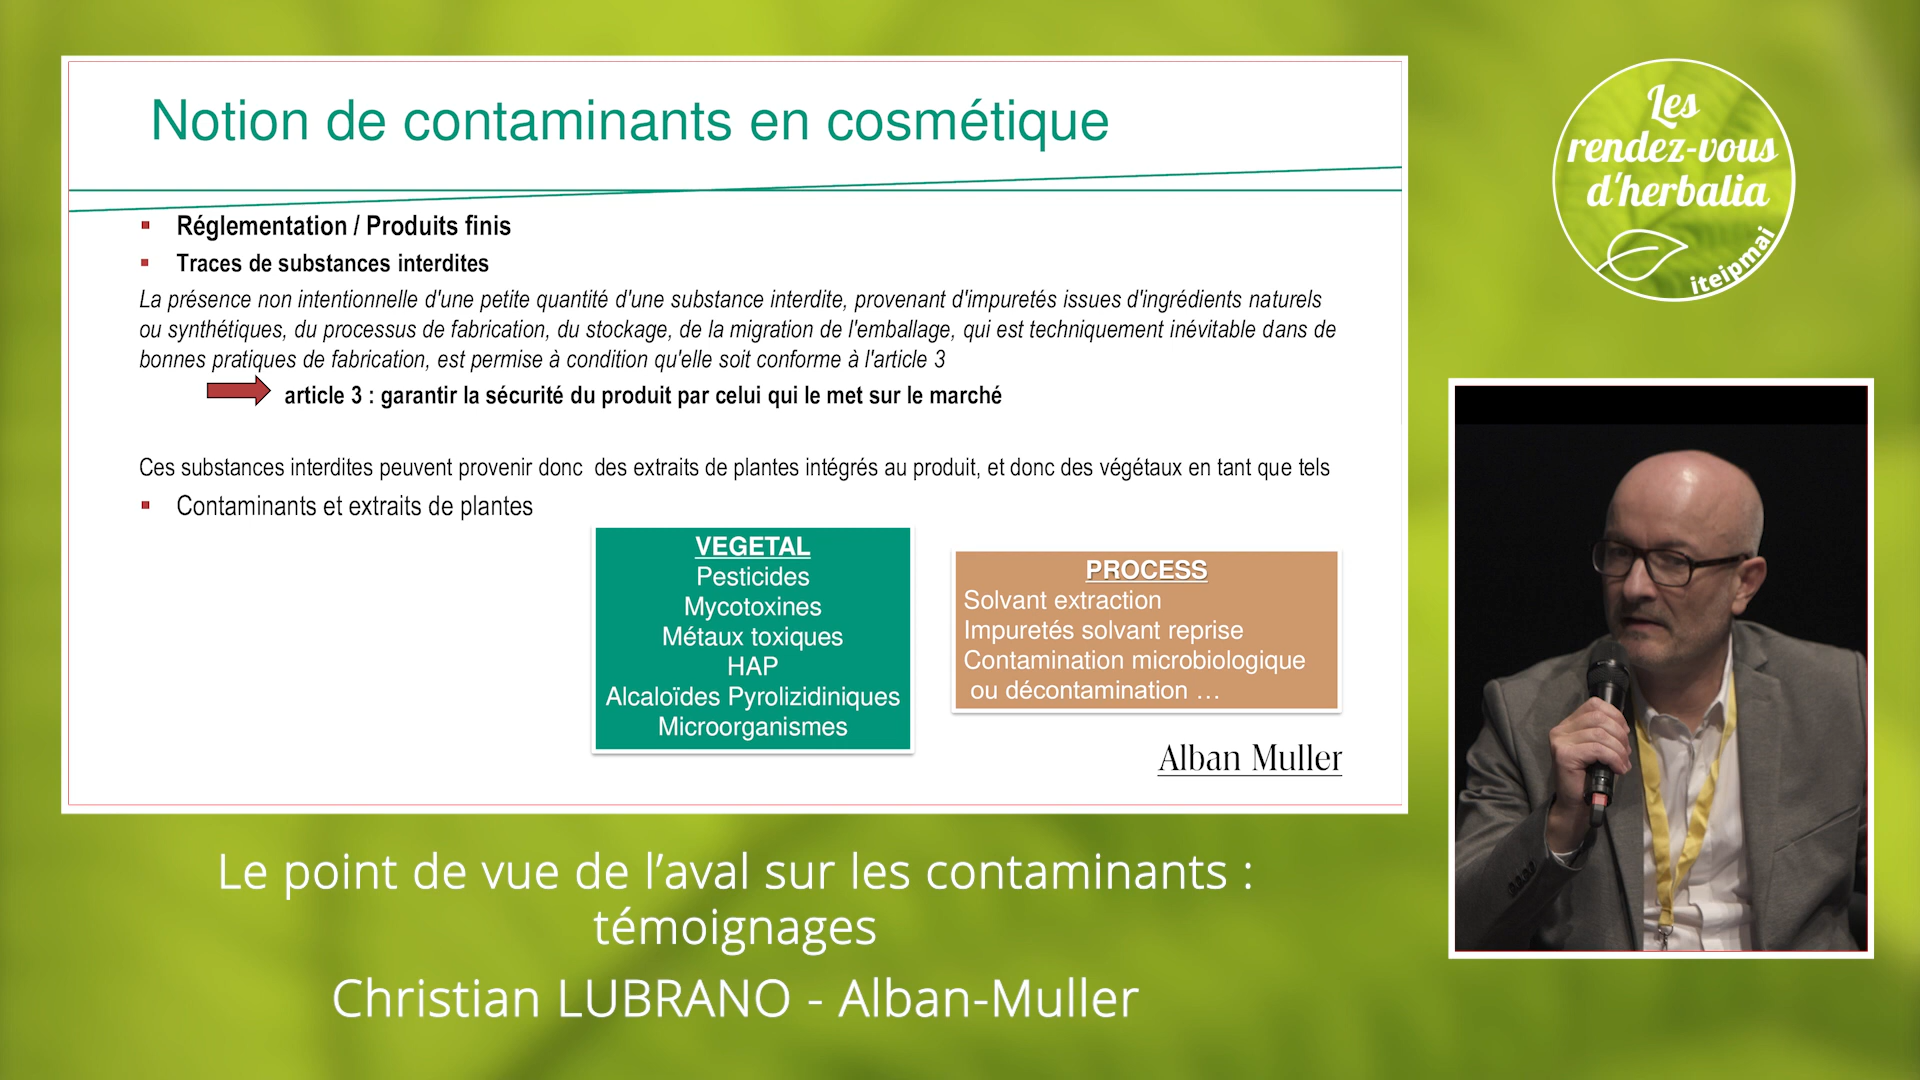 Notion de contaminants en cosmétique
Réglementation / Produits finis
Traces de substances interdites
La présence non intentionnelle d'une petite quantité d'une substance interdite, provenant d'impuretés issues d'ingrédients naturels
ou synthétiques, du processus de fabrication, du stockage, de la migration de l'emballage, qui est techniquement inévitable dans de
bonnes pratiques de fabrication, est permise à condition qu'elle soit conforme à l'article 3
article 3 : garantir la sécurité du produit par celui qui le met sur le marché
Ces substances interdites peuvent provenir donc  des extraits de plantes intégrés au produit, et donc des végétaux en tant que tels
Contaminants et extraits de plantes
VEGETAL
Pesticides
Mycotoxines
Métaux toxiques
HAP
Alcaloïdes Pyrolizidiniques
Microorganismes
PROCESS
Solvant extraction
Impuretés solvant reprise
Contamination microbiologique
ou décontamination …
Alban Muller
Les
rendez-vous
d'herbalia
iteipmai
Le point de vue de l’aval sur les contaminants :
témoignages
Christian LUBRANO - Alban-Muller